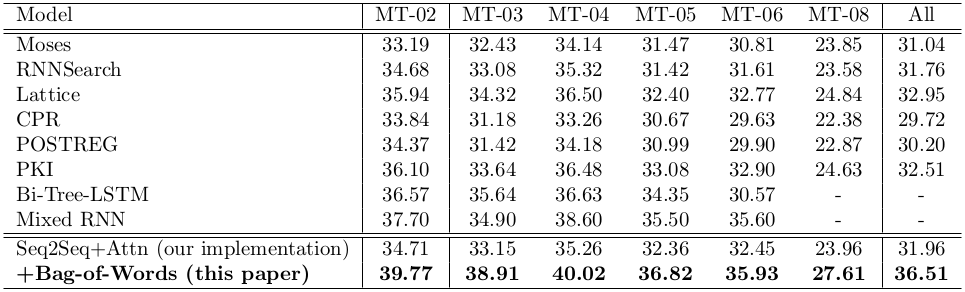 Model MT-02 MT-03 MT-04 MT-05 MT-06 MT-08 All
Moses 33.19 32.43 34.14 31.47 30.81 23.85 31.04
RNNSearch 34.68 33.08 35.32 31.42 31.61 23.58 31.76
Lattice 35.94 34.32 36.50 32.40 32.77 24.84 32.95
CPR 33.84 31.18 33.26 30.67 29.63 22.38 29.72
POSTREG 34.37 31.42 34.18 30.99 29.90 22.87 30.20
PKI 36.10 33.64 36.48 33.08 32.90 24.63 32.51
Bi-Tree-LSTM 36.57 35.64 36.63 34.35 30.57 - -
Mixed RNN 37.70 34.90 38.60 35.50 35.60 - -
Seq2Seq+Attn (our implementation) 34.71 33.15 35.26 32.36 32.45 23.96 31.96
+Bag-of-Words (this paper) 39.77 38.91 40.02 36.82 35.93 27.61 36.51